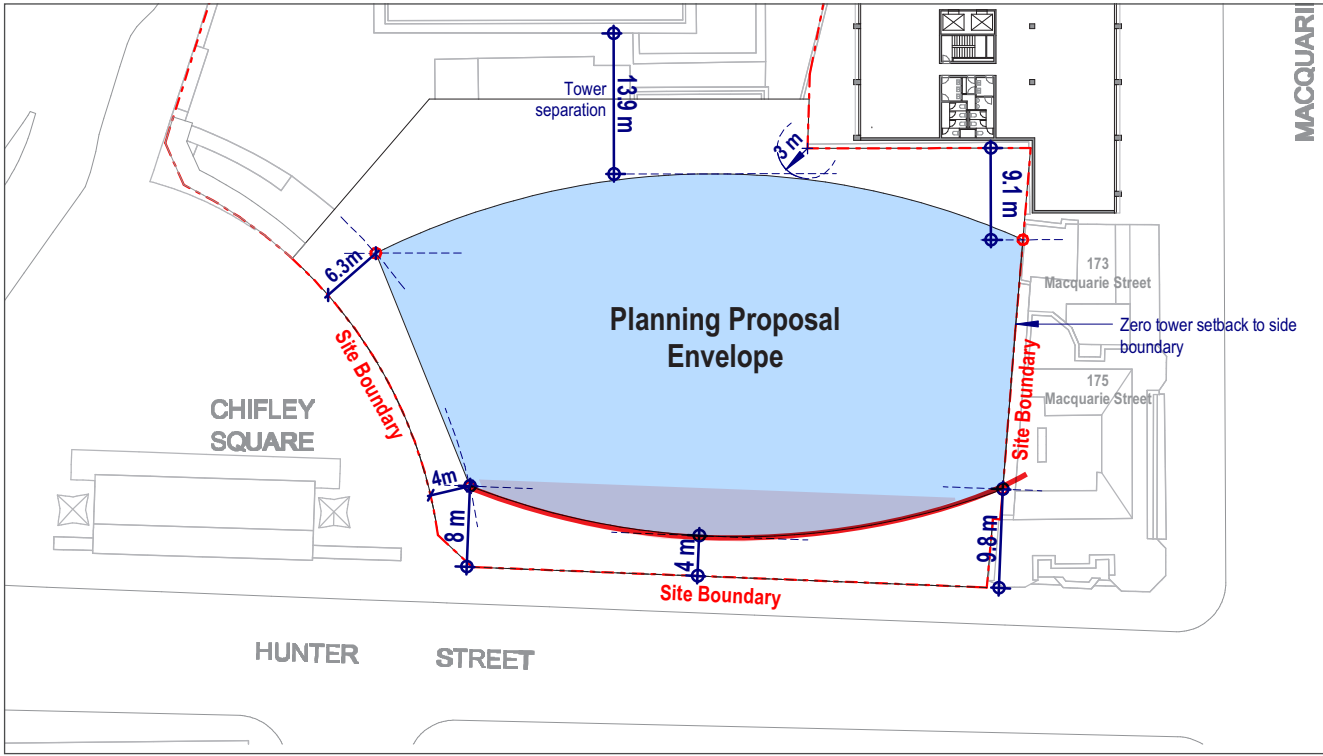 MACQUARI
13.9 m
Tower
separation
3 m
9.1 m
6.3m
173
Macquarie Street
Planning Proposal
Envelope
Zero tower setback to side
boundary
Site Boundary
Site Boundary
175
Macquarie Street
CHIFLEY
SQUARE
4m
8 m
4 m
9.8 m
Site Boundary
HUNTER STREET